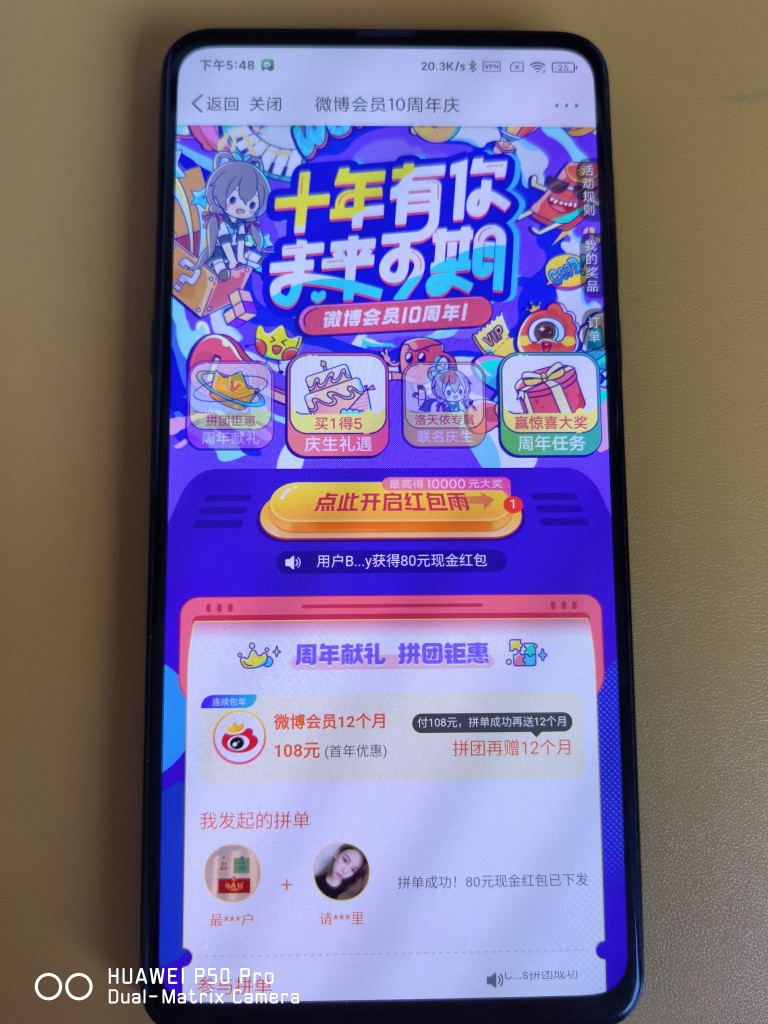 下午5:48
20.3K/s VPN 25
返回 关闭 微博会员10周年庆
活动规则
我的奖品
订单
十年有你
未来可期
微博会员10周年!
VIP
拼团钜惠
周年献礼
买1得5
庆生礼遇
洛天依专属
联名庆生
赢惊喜大奖
周年任务
最高得10000元大奖
点此开启红包雨
1
用户B...y获得80元现金红包
周年献礼 拼团钜惠
连续包年
微博会员12个月
付108元，拼单成功再送12个月
108元 (首年优惠)
拼团再赠12个月
我发起的拼单
+
拼单成功！80元现金红包已下发
最***户
请***里
参与拼单
C...s拼团成功
HUAWEI P50 Pro
Dual-Matrix Camera